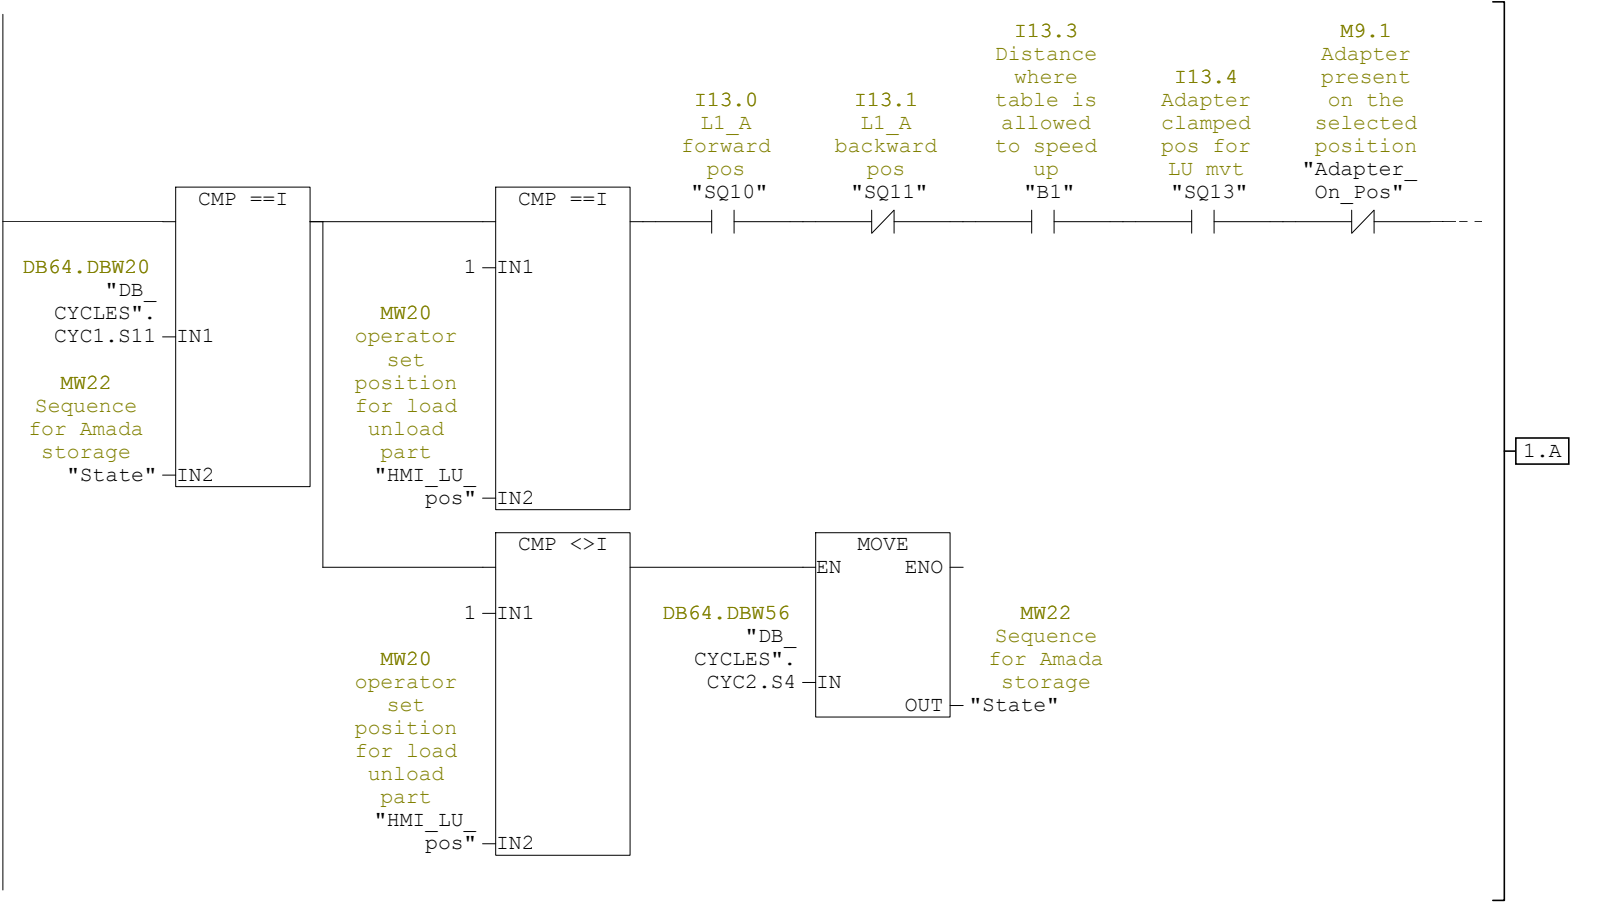 I13.3
Distance
where
table is
allowed
to speed
up
"B1"
M9.1
Adapter
present
on the
selected
position
"Adapter_
On_Pos"
I13.4
Adapter
clamped
pos for
LU mvt
"SQ13"
I13.0
L1_A
forward
pos
"SQ10"
I13.1
L1_A
backward
pos
"SQ11"
CMP ==I
DB64.DBW20
"DB_
CYCLES".
CYC1.S11
IN1
MW22
Sequence
for Amada
storage
"State"
IN2
CMP ==I
1
IN1
MW20
operator
set
position
for load
unload
part
"HMI_LU_
pos"
IN2
1.A
CMP <>I
1
IN1
MW20
operator
set
position
for load
unload
part
"HMI_LU_
pos"
IN2
MOVE
EN
ENO
DB64.DBW56
"DB_
CYCLES".
CYC2.S4
IN
MW22
Sequence
for Amada
storage
OUT
"State"